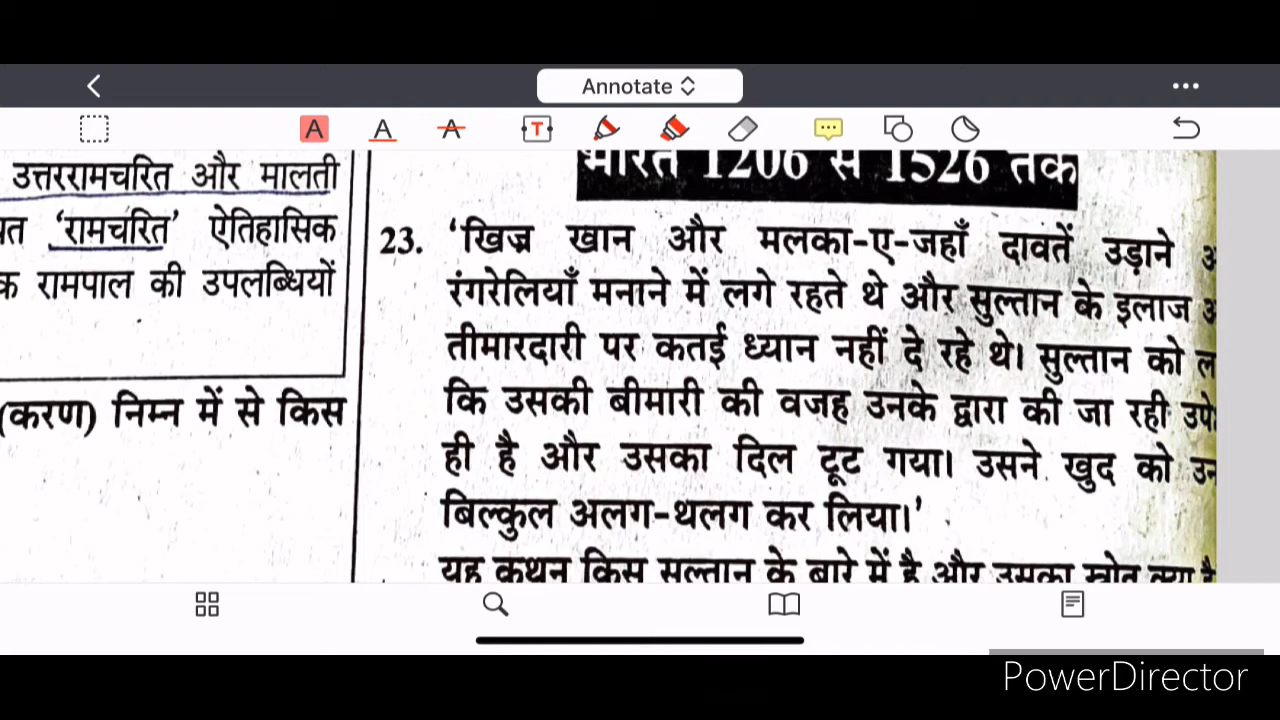 Annotate
उत्तररामचरित और मालती
'रामचरित' ऐतिहासिक
रामपाल की उपलब्धियों
(करण) निम्न में से किस
भारत 1206 से 1526 तक
23. 'खिज्र खान और मलका-ए-जहाँ दावतें उड़ाने
रंगरेलियाँ मनाने में लगे रहते थे और सुल्तान के इलाज
तीमारदारी पर कतई ध्यान नहीं दे रहे थे। सुल्तान को
कि उसकी बीमारी की वजह उनके द्वारा की जा रही
ही है और उसका दिल टूट गया। उसने खुद को
बिल्कुल अलग-थलग कर लिया।'
यह कथन किस सुल्तान के बारे में है और उसका स्त्रोत क्या
PowerDirector